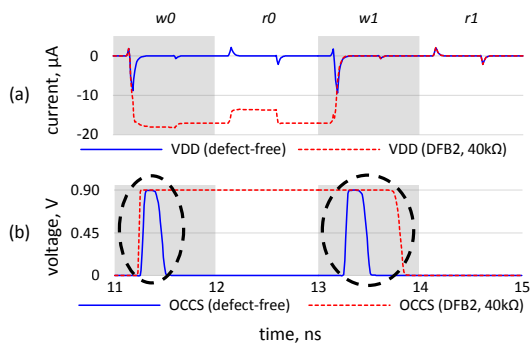 w0 r0 w1 r1
(a)
current, µA
0
-10
-20
VDD (defect-free) VDD (DFB2, 40kΩ)
(b)
voltage, V
0.90
0.45
0
11 12 13 14 15
OCCS (defect-free) OCCS (DFB2, 40kΩ)
time, ns